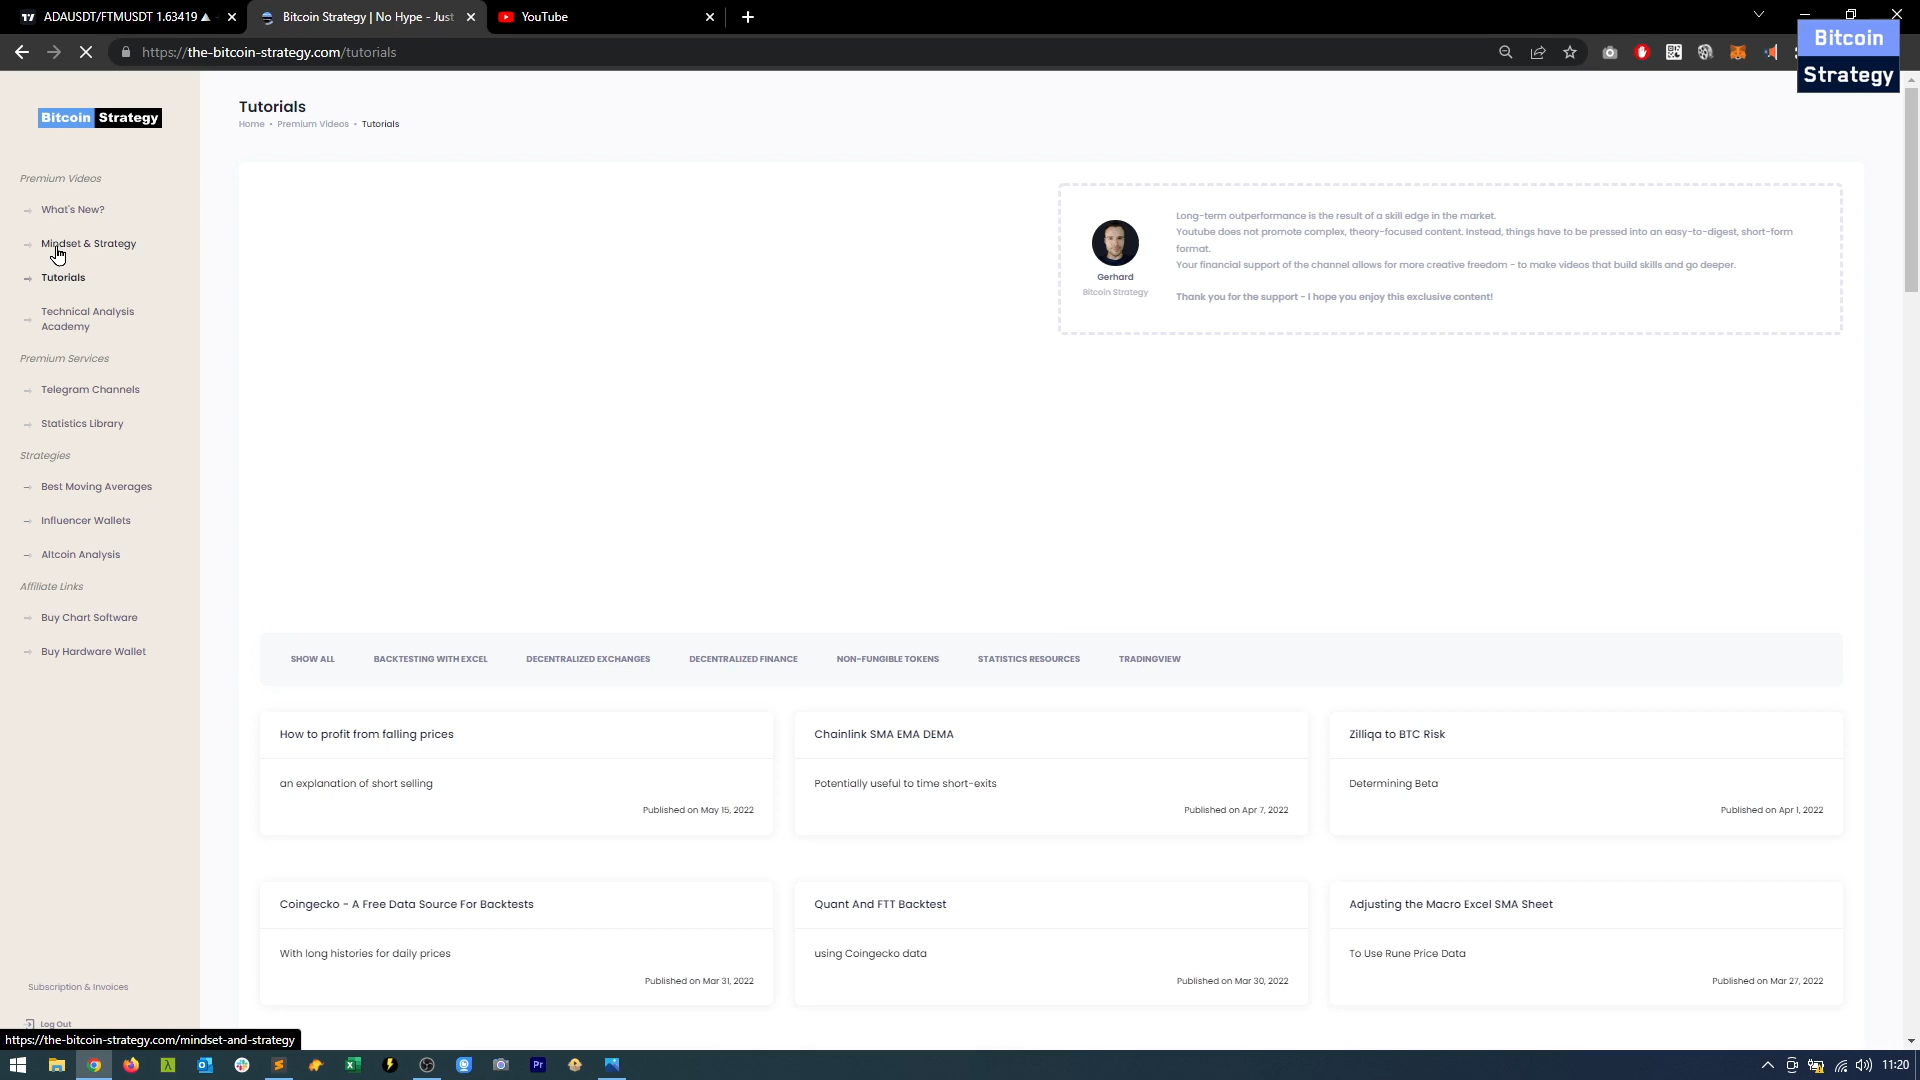 ADAUSDT/FTMUSDT 1.63419 ▲
Bitcoin Strategy | No Hype - Just
YouTube
https://the-bitcoin-strategy.com/tutorials
Bitcoin
Strategy
Bitcoin Strategy
Premium Videos
What's New?
Mindset & Strategy
Tutorials
Technical Analysis
Academy
Premium Services
Telegram Channels
Statistics Library
Strategies
Best Moving Averages
Influencer Wallets
Altcoin Analysis
Affiliate Links
Buy Chart Software
Buy Hardware Wallet
Subscription & Invoices
Log Out
Tutorials
Home • Premium Videos • Tutorials
Gerhard
Bitcoin Strategy
Long-term outperformance is the result of a skill edge in the market.
Youtube does not promote complex, theory-focused content. Instead, things have to be pressed into an easy-to-digest, short-form
format.
Your financial support of the channel allows for more creative freedom - to make videos that build skills and go deeper.
Thank you for the support - I hope you enjoy this exclusive content!
SHOW ALL BACKTESTING WITH EXCEL DECENTRALIZED EXCHANGES DECENTRALIZED FINANCE NON-FUNGIBLE TOKENS STATISTICS RESOURCES TRADINGVIEW
How to profit from falling prices
an explanation of short selling
Published on May 15, 2022
Chainlink SMA EMA DEMA
Potentially useful to time short-exits
Published on Apr 7, 2022
Zilliqa to BTC Risk
Determining Beta
Published on Apr 1, 2022
Coingecko - A Free Data Source For Backtests
With long histories for daily prices
Published on Mar 31, 2022
Quant And FTT Backtest
using Coingecko data
Published on Mar 30, 2022
Adjusting the Macro Excel SMA Sheet
To Use Rune Price Data
Published on Mar 27, 2022
https://the-bitcoin-strategy.com/mindset-and-strategy
Pr
11:20